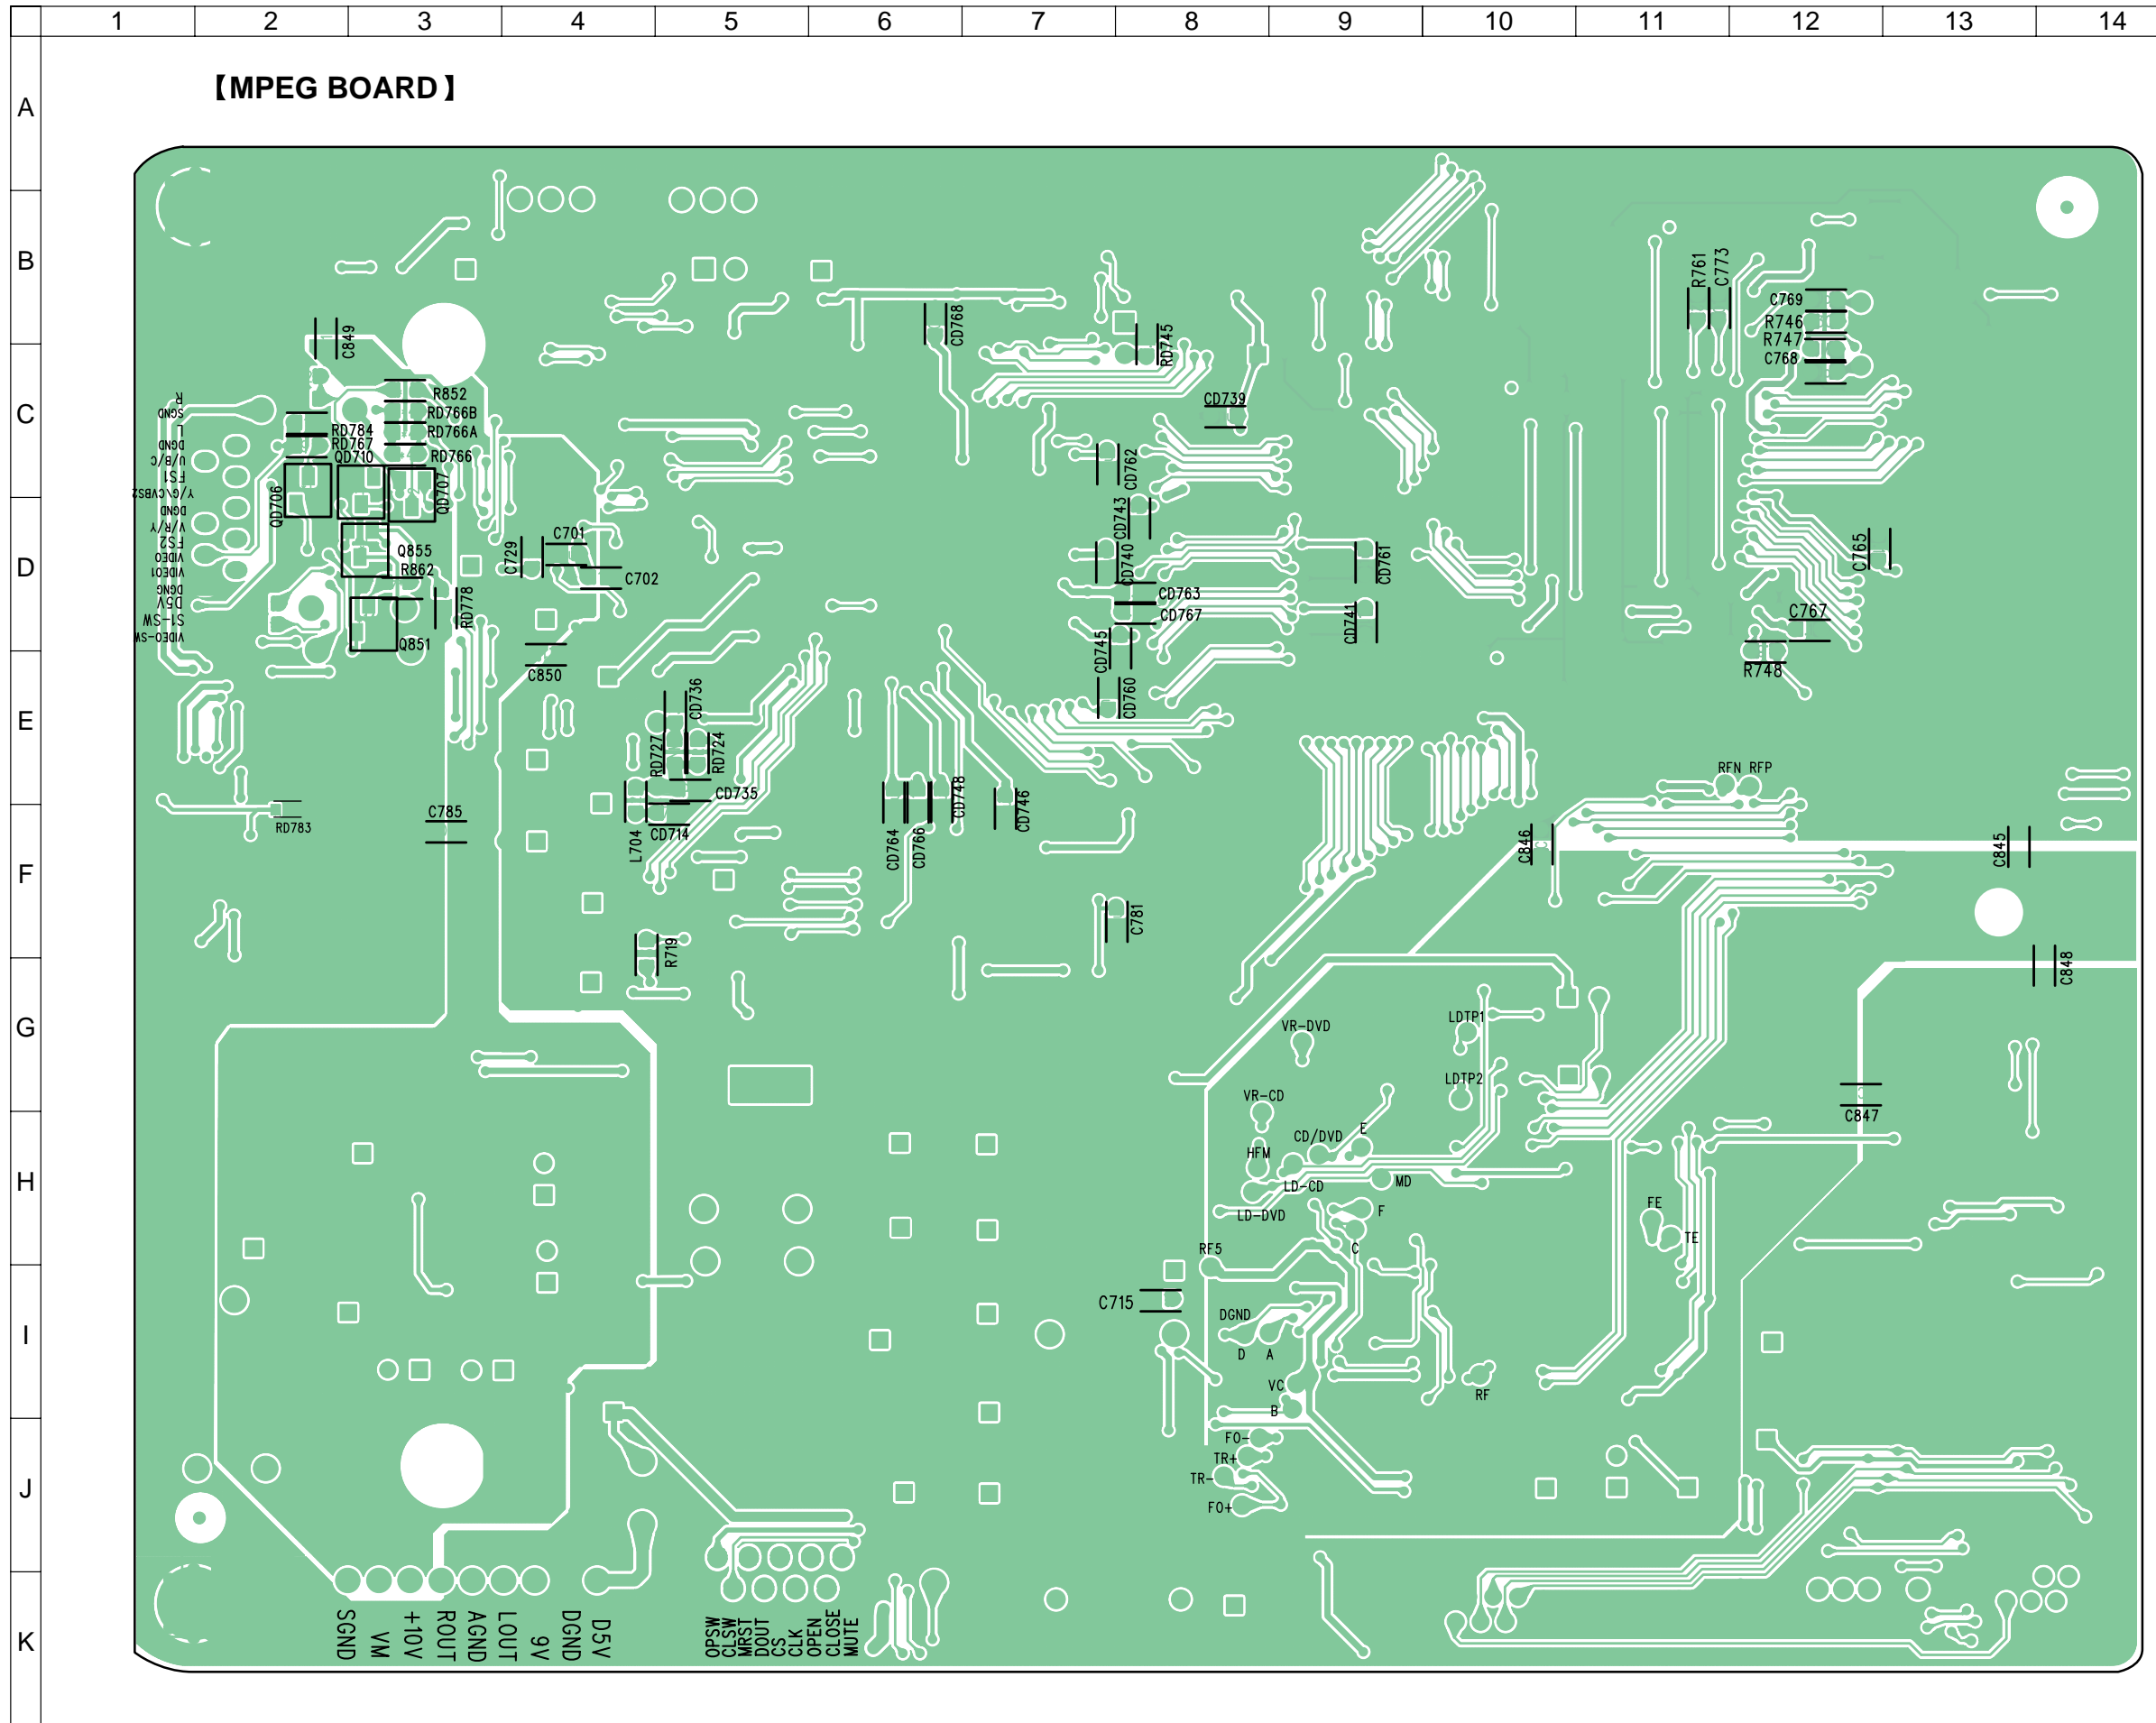 1 2 3 4 5 6 7 8 9 10 11 12 13 14
A
【MPEG BOARD】
B
R761
C773
C769
CD768
R746
R747
C849
RD745
C768
C
R852
R
SGND
RD766B
CD739
L
RD784
RD766A
DGND
RD767
U/B/C
QD710
RD766
CD762
FS1
Y/G/CVBS2
QD706
QD707
DGND
CD743
V/R/Y
C701
FS2
D
C729
Q855
VIDEO
CD740
CD761
C765
VIDEO1
R862
C702
DGND
CD763
D5V
RD778
S1-SW
CD767
CD741
C767
VIDEO-SW
Q851
CD745
C850
R748
E
CD736
CD760
RD727
RD724
RFN RFP
CD735
CD748
CD746
C785
RD783
CD714
L704
CD764
CD766
C846
C845
F
C781
R719
C848
G
VR-DVD
LDTP1
LDTP2
VR-CD
C847
CD/DVD
E
HFM
H
LD-CD
MD
LD-DVD
F
FE
TE
RF5
C
C715
I
DGND
D
A
VC
RF
B
FO-
TR+
J
TR-
FO+
K
SGND
VM
+10V
ROUT
AGND
LOUT
9V
DGND
D5V
OPSW
CLSW
MRST
DOUT
CS
CLK
OPEN
CLOSE
MUTE